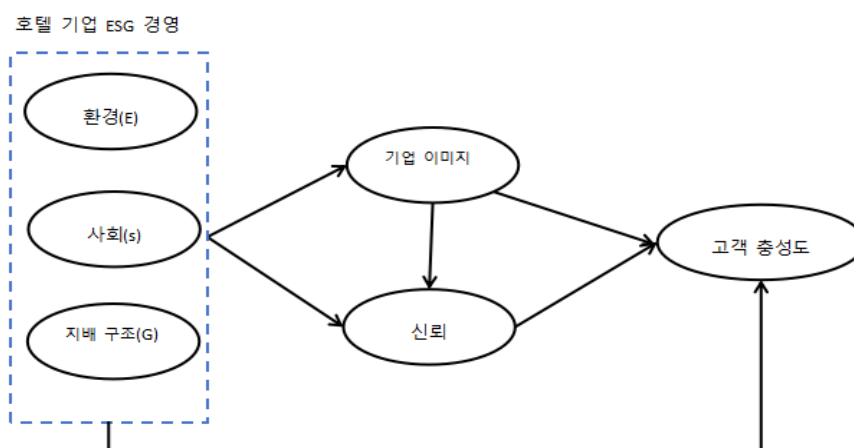 호텔 기업 ESG 경영
환경(E)
기업 이미지
사회(s)
고객 충성도
지배 구조(G)
신뢰